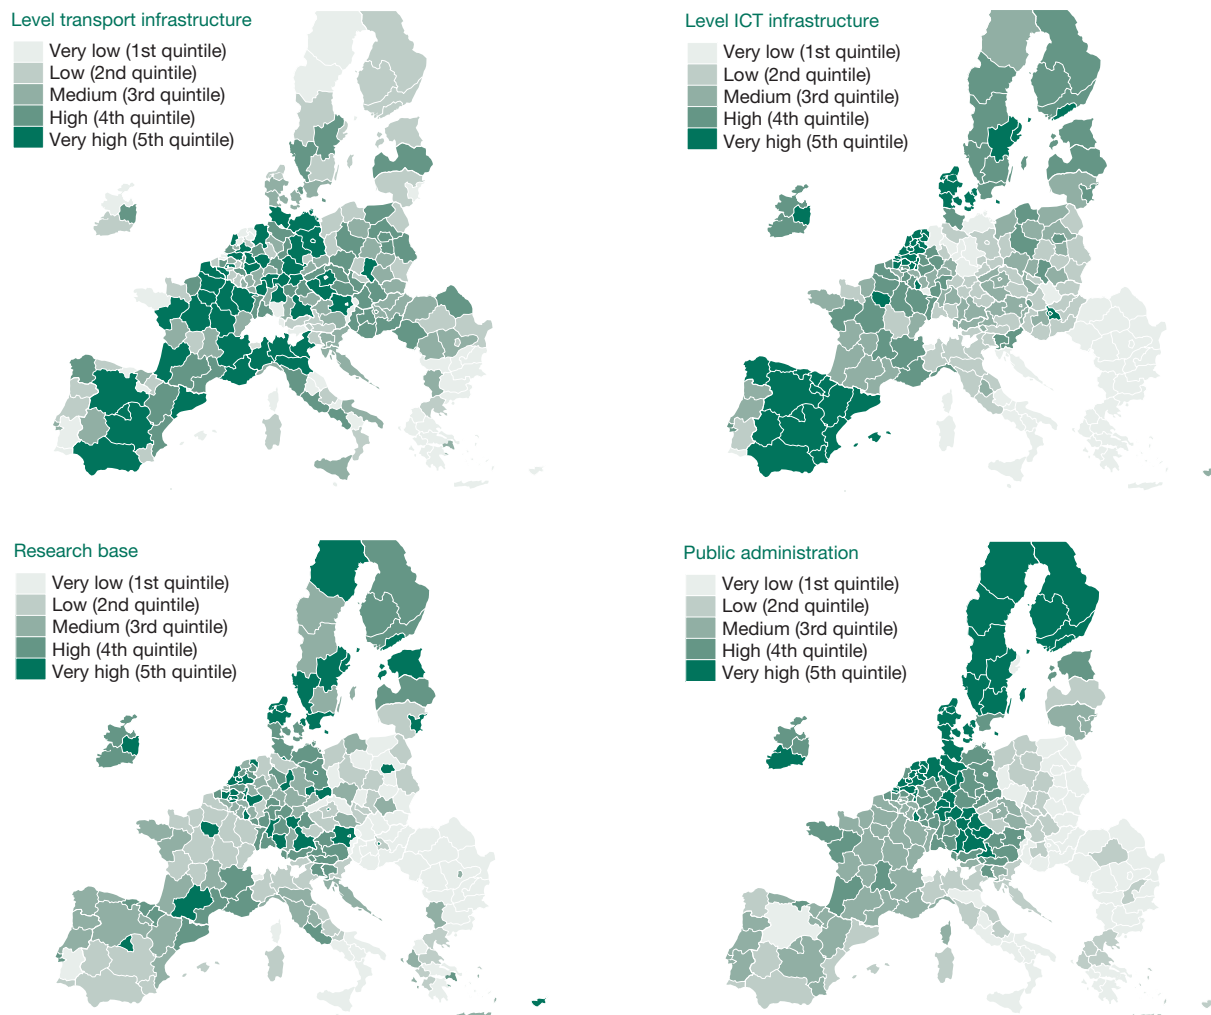 Level transport infrastructure
Very low (1st quintile)
Low (2nd quintile)
Medium (3rd quintile)
High (4th quintile)
Very high (5th quintile)
Level ICT infrastructure
Very low (1st quintile)
Low (2nd quintile)
Medium (3rd quintile)
High (4th quintile)
Very high (5th quintile)
Research base
Very low (1st quintile)
Low (2nd quintile)
Medium (3rd quintile)
High (4th quintile)
Very high (5th quintile)
Public administration
Very low (1st quintile)
Low (2nd quintile)
Medium (3rd quintile)
High (4th quintile)
Very high (5th quintile)